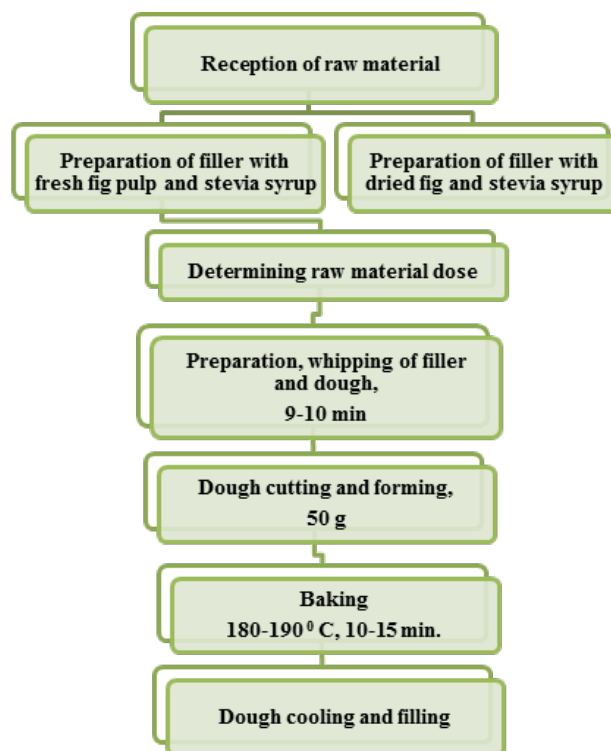 Reception of raw material
Preparation of filler with
fresh fig pulp and stevia syrup
Preparation of filler with
dried fig and stevia syrup
Determining raw material dose
Preparation, whipping of filler
and dough,
9-10 min
Dough cutting and forming,
50 g
Baking
180-190⁰ C, 10-15 min.
Dough cooling and filling